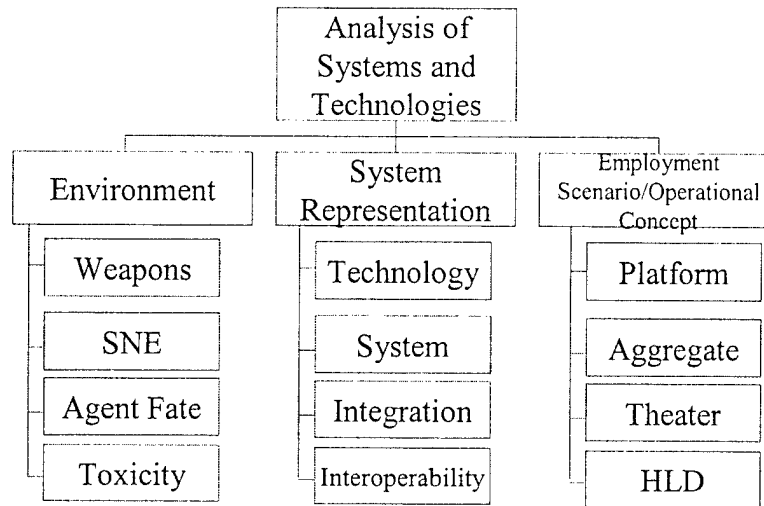 Analysis of
Systems and
Technologies
Environment
Weapons
SNE
Agent Fate
Toxicity
System
Representation
Technology
System
Integration
Interoperability
Employment
Scenario/Operational
Concept
Platform
Aggregate
Theater
HLD